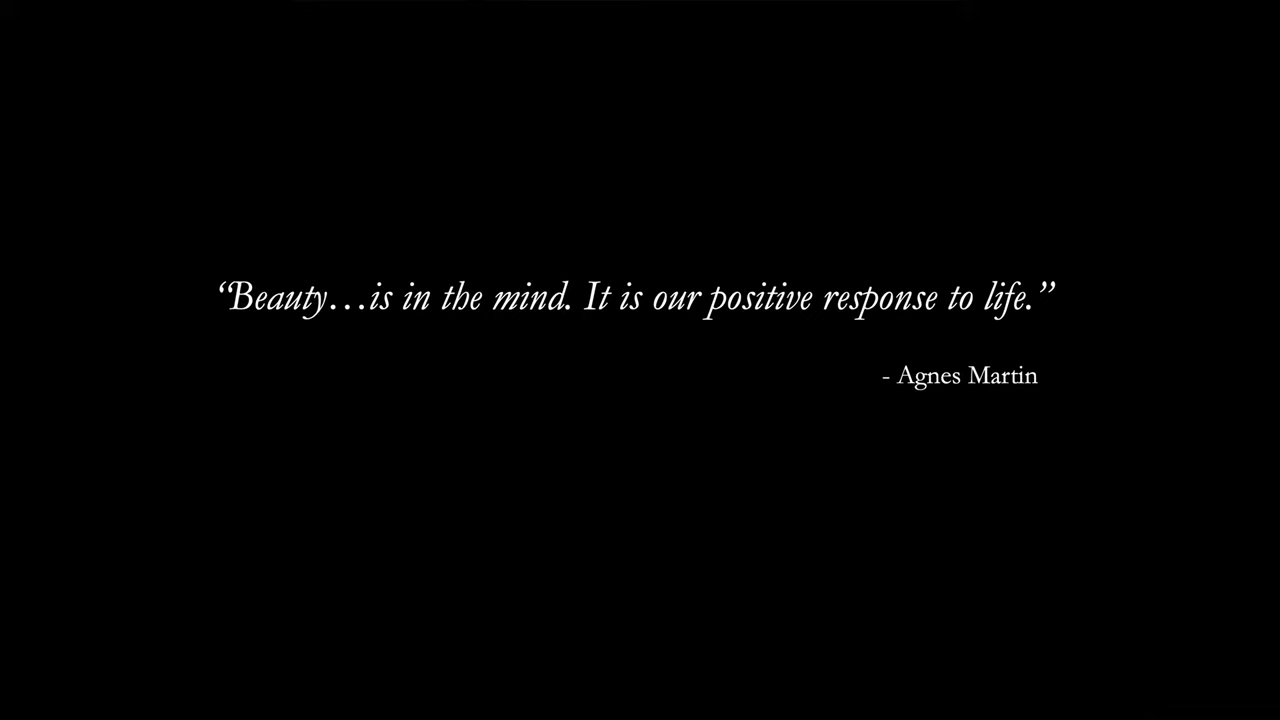 “Beauty…is in the mind. It is our positive response to life.”
- Agnes Martin